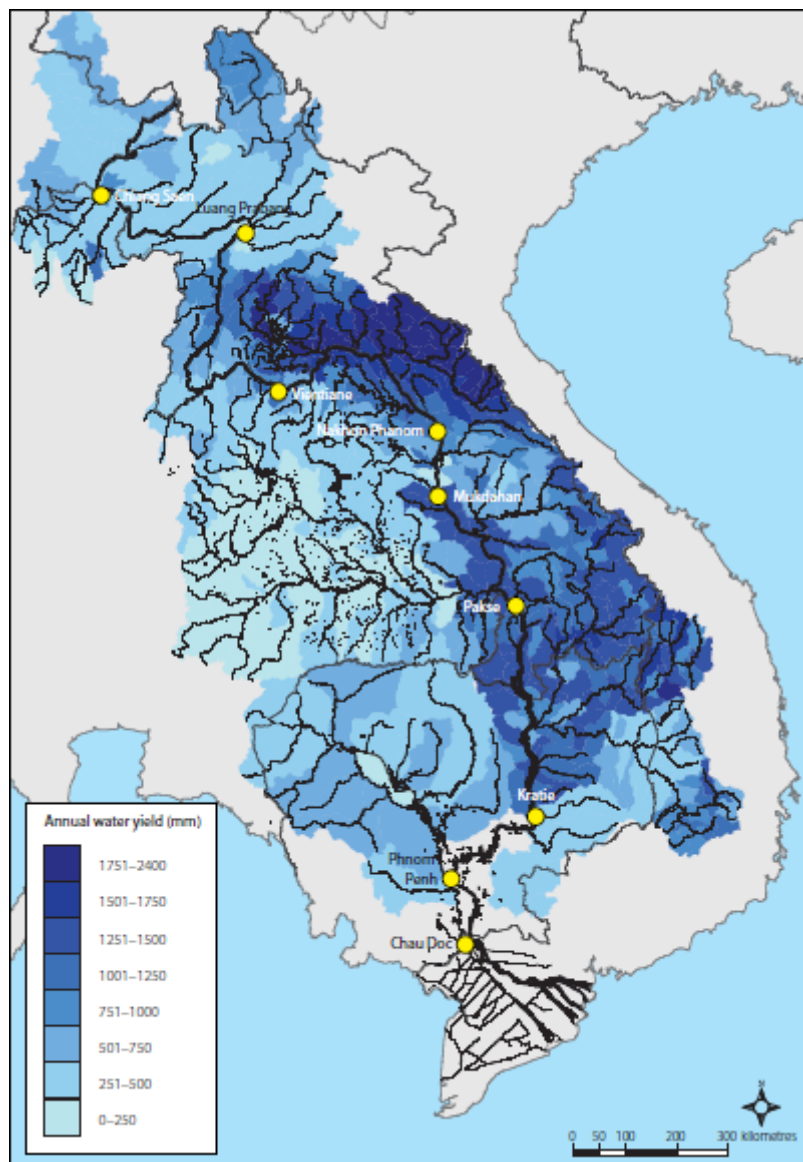 Chiang Saen
Luang Prabang
Vientiane
Nakhon Phanom
Mukdahan
Pakse
Kratie
Phnom
Penh
Chau Doc
Annual water yield (mm)
1751–2400
1501–1750
1251–1500
1001–1250
751–1000
501–750
251–500
0–250
N
0 50 100 200 300 kilometres